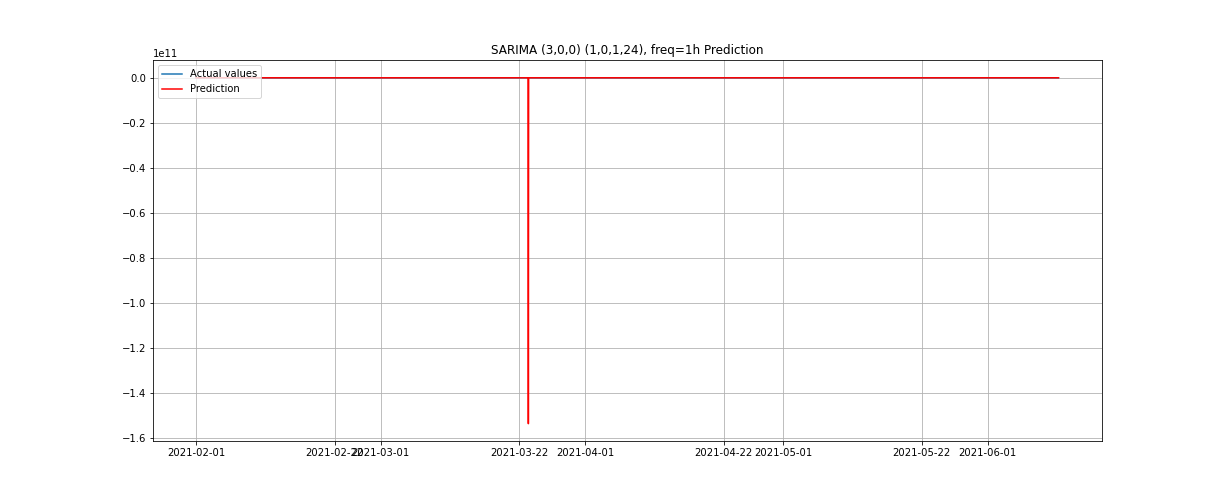 SARIMA (3,0,0) (1,0,1,24), freq=1h Prediction
1e11
Actual values
Prediction
0.0
−0.2
−0.4
−0.6
−0.8
−1.0
−1.2
−1.4
−1.6
2021-02-01 2021-02-22 2021-03-01 2021-03-22 2021-04-01 2021-04-22 2021-05-01 2021-05-22 2021-06-01